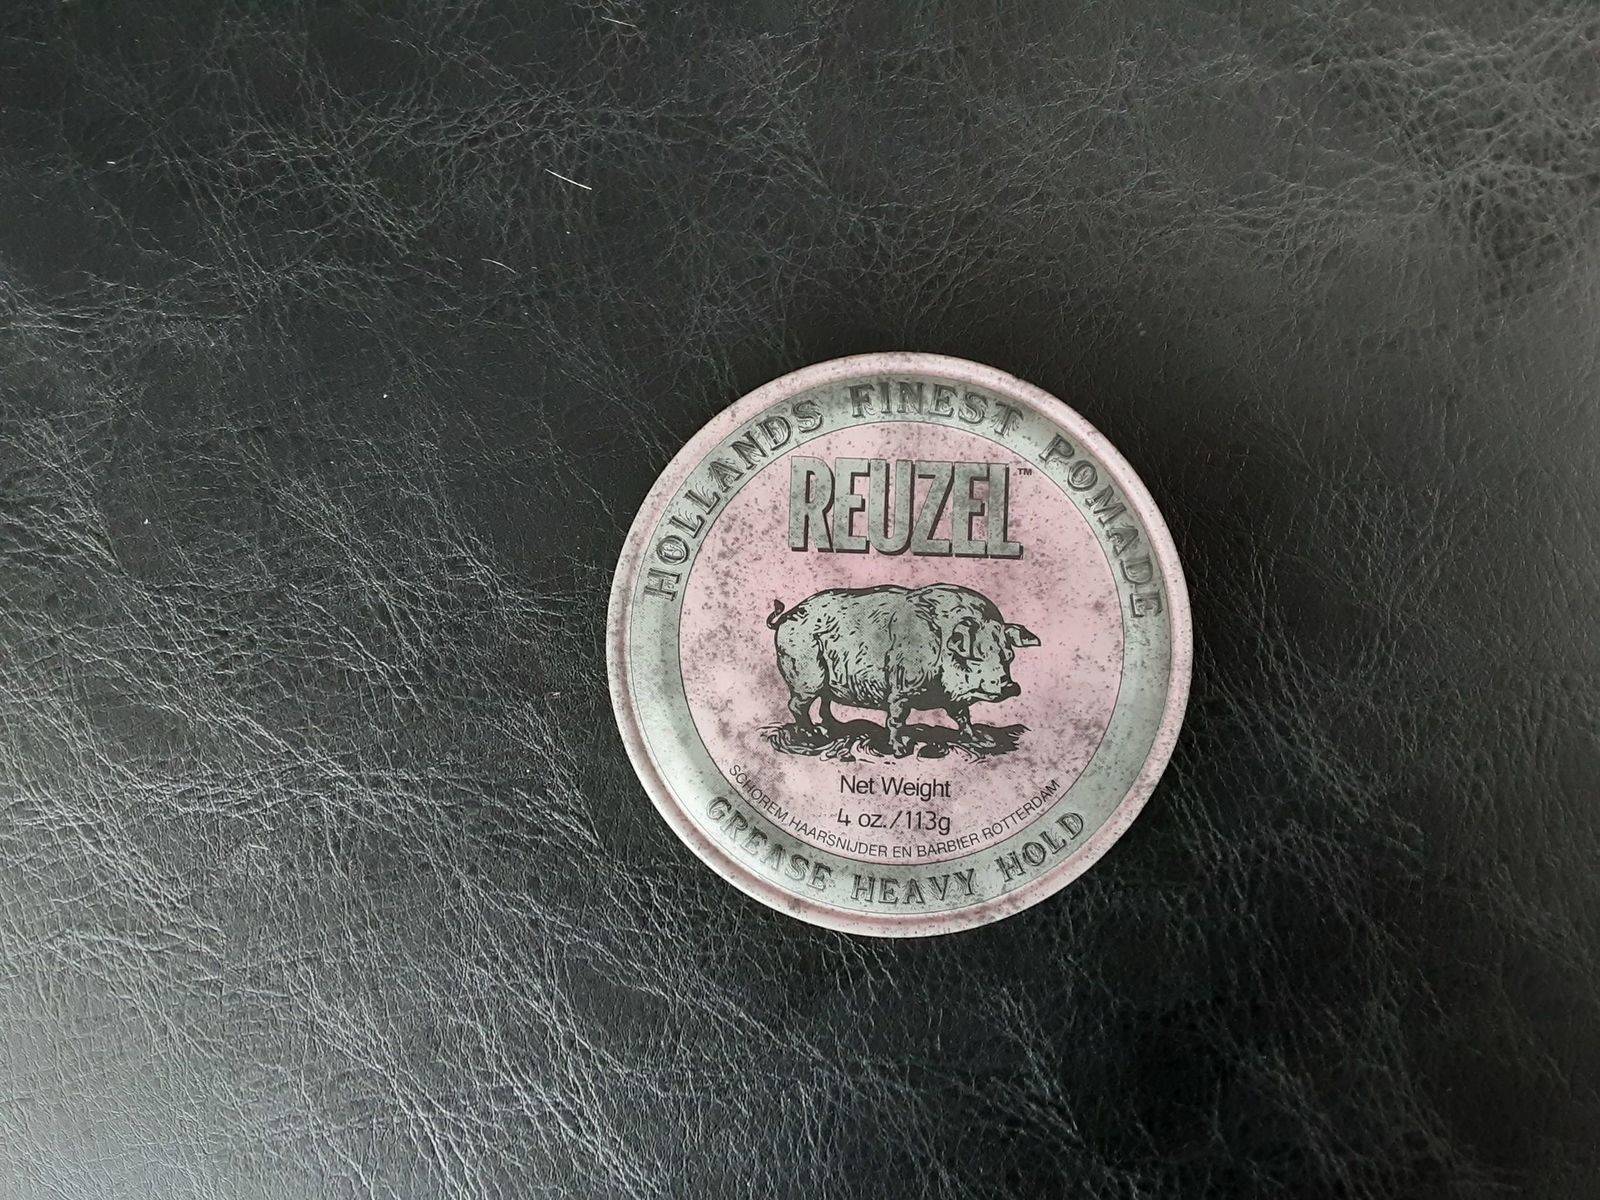 HOLLANDS FINEST POMADE
REUZEL™
Net Weight
4 oz./113g
SCHOREM HAARSNIJDER EN BARBIER ROTTERDAM
GREASE HEAVY HOLD